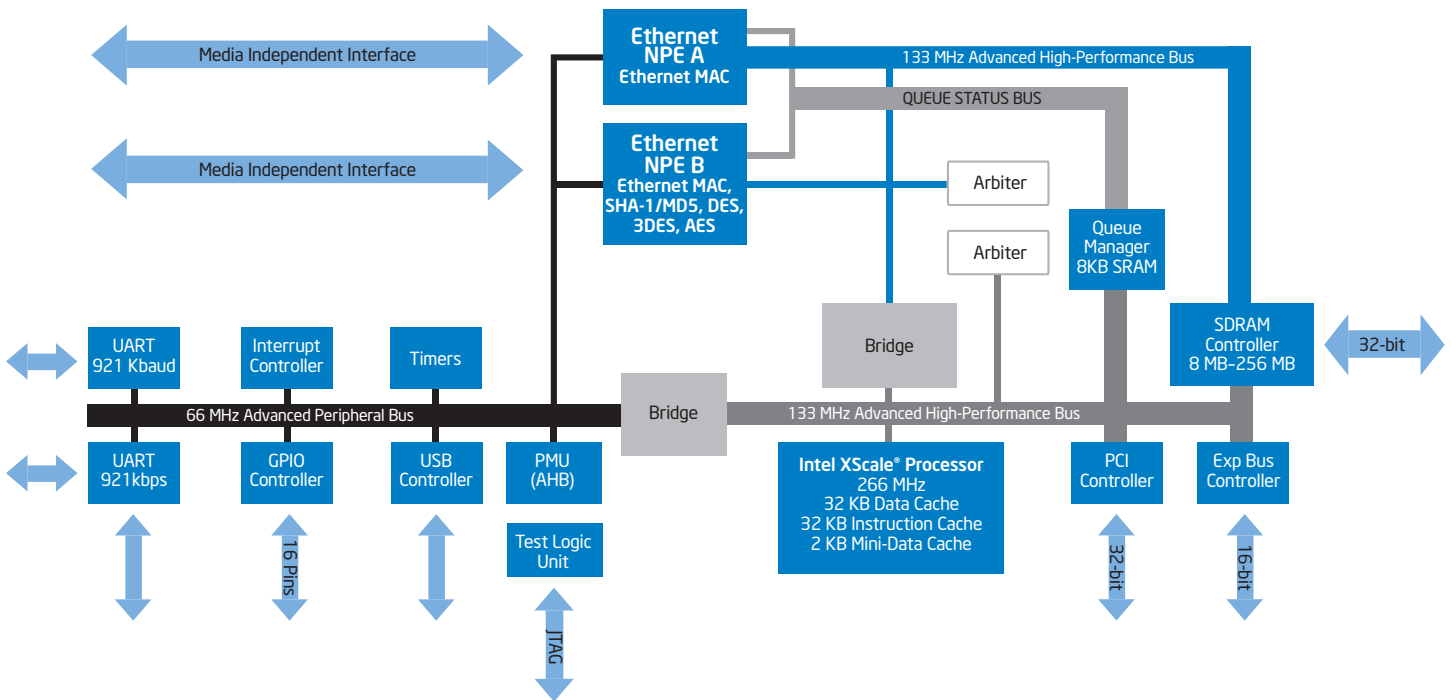 Media Independent Interface
Ethernet
NPE A
Ethernet MAC
133 MHz Advanced High-Performance Bus
QUEUE STATUS BUS
Media Independent Interface
Ethernet
NPE B
Ethernet MAC,
SHA-1/MD5, DES,
3DES, AES
Arbiter
Arbiter
Queue
Manager
8KB SRAM
UART
921 Kbaud
Interrupt
Controller
Timers
Bridge
SDRAM
Controller
8 MB–256 MB
32-bit
66 MHz Advanced Peripheral Bus
Bridge
133 MHz Advanced High-Performance Bus
UART
921kbps
GPIO
Controller
USB
Controller
PMU
(AHB)
Intel XScale® Processor
266 MHz
32 KB Data Cache
32 KB Instruction Cache
2 KB Mini-Data Cache
PCI
Controller
Exp Bus
Controller
16 Pins
Test Logic
Unit
32-bit
16-bit
JTAG